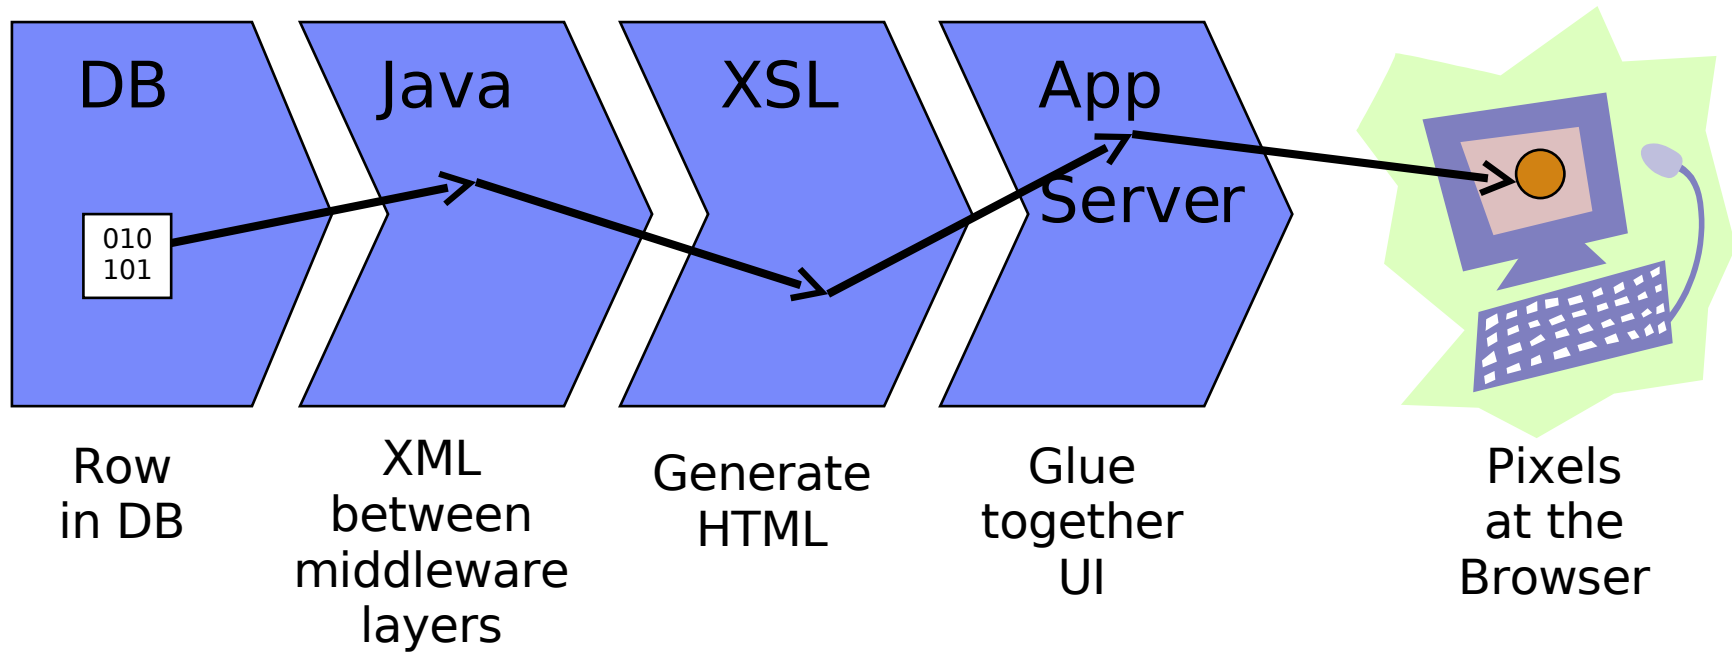 DB
Java
XSL
App
Server
010
101
Row
in DB
XML
between
middleware
layers
Generate
HTML
Glue
together
UI
Pixels
at the
Browser